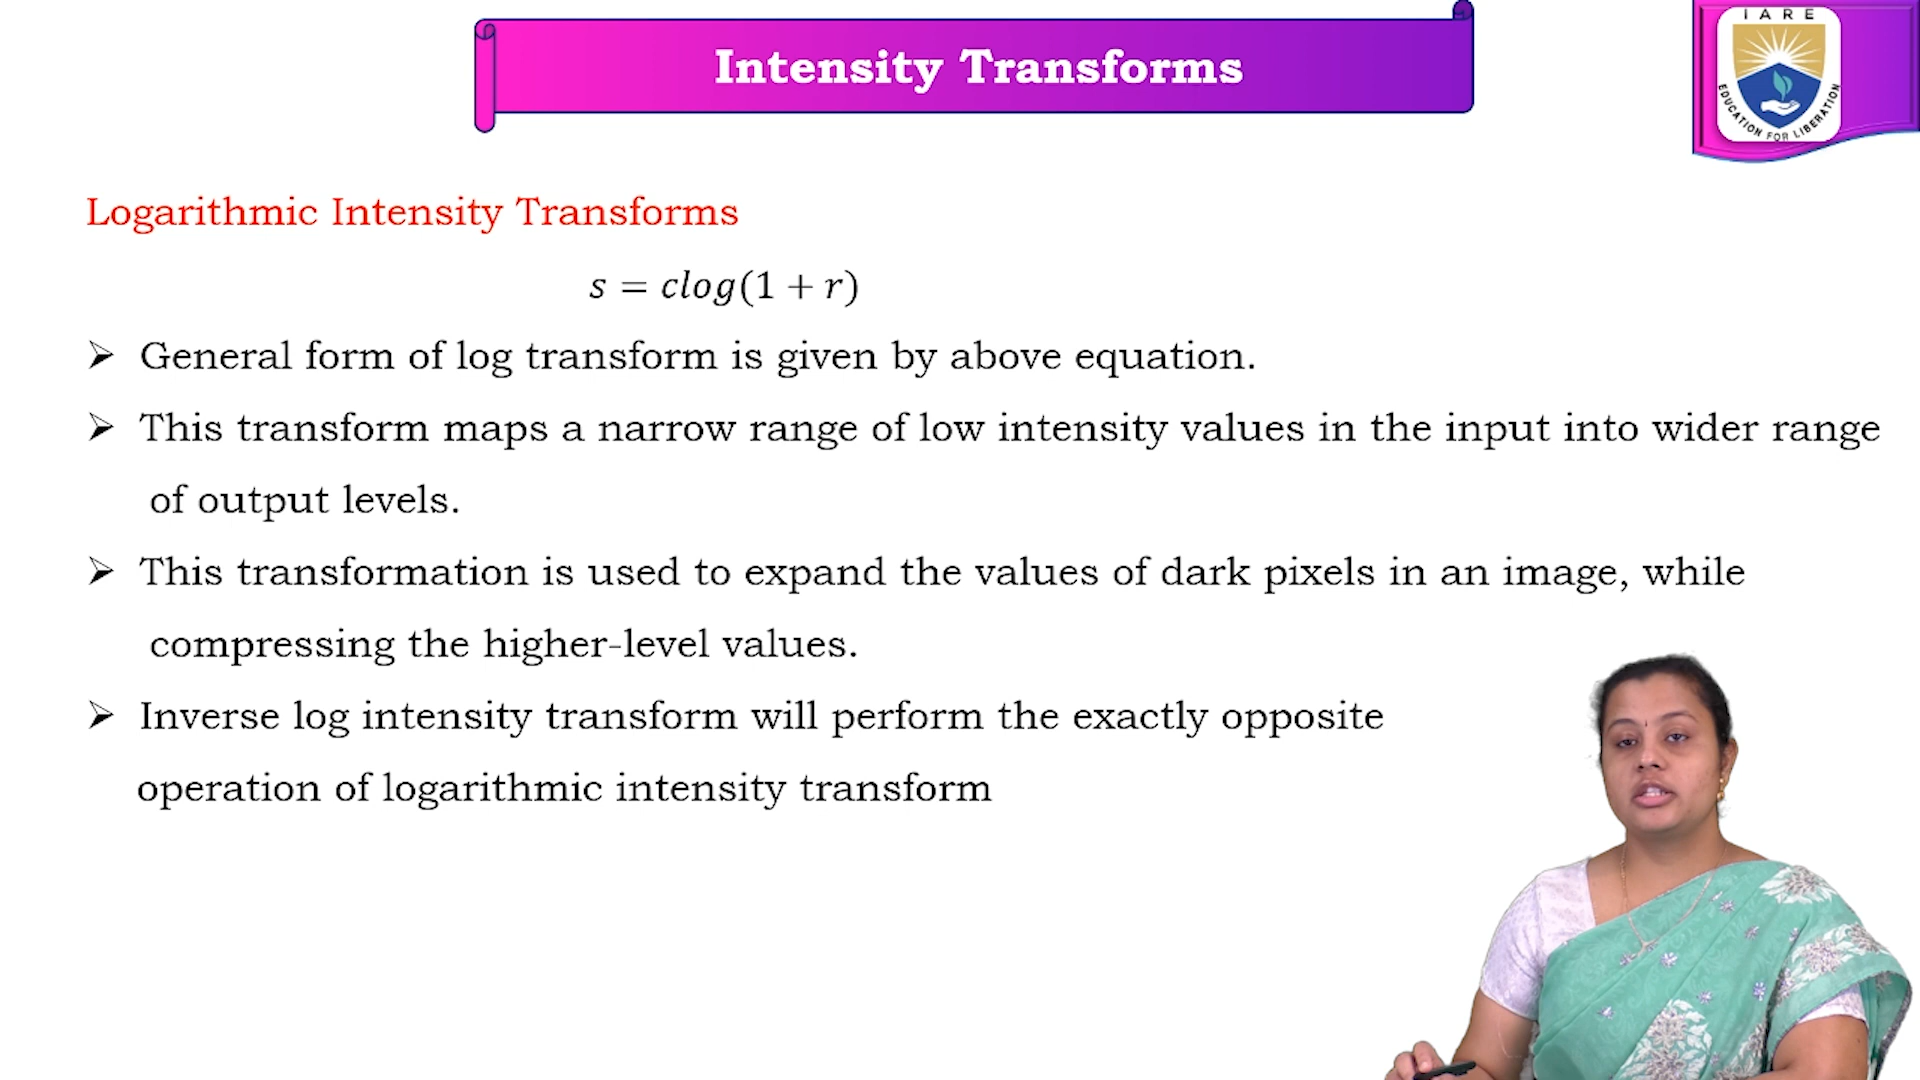 Intensity Transforms
IARE
EDUCATION FOR LIBERATION
Logarithmic Intensity Transforms
s = clog(1 + r)
➢ General form of log transform is given by above equation.
➢ This transform maps a narrow range of low intensity values in the input into wider range
of output levels.
➢ This transformation is used to expand the values of dark pixels in an image, while
compressing the higher-level values.
➢ Inverse log intensity transform will perform the exactly opposite
operation of logarithmic intensity transform